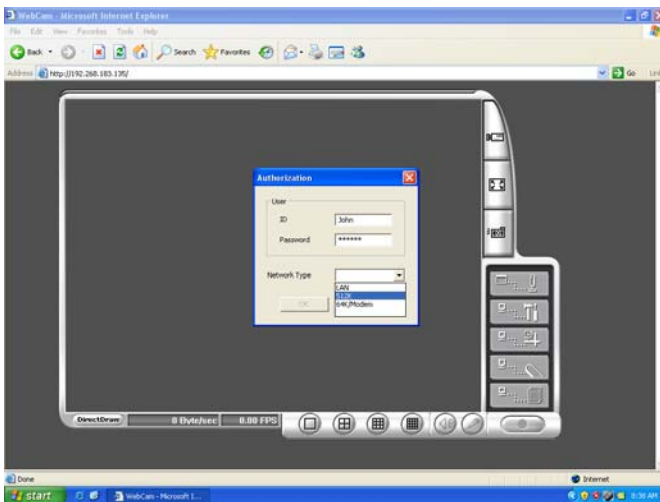 WebCam - Microsoft Internet Explorer
File Edit View Favorites Tools Help
Back Search Favorites
Address http://192.260.183.135/ Go
Authorization
User
ID John
Password ******
Network Type
LAN
512K
64K/Modem
OK
DirectDraw 0 Byte/sec 0.00 FPS
Done Internet
start WebCam - Microsoft I... 8:36 AM